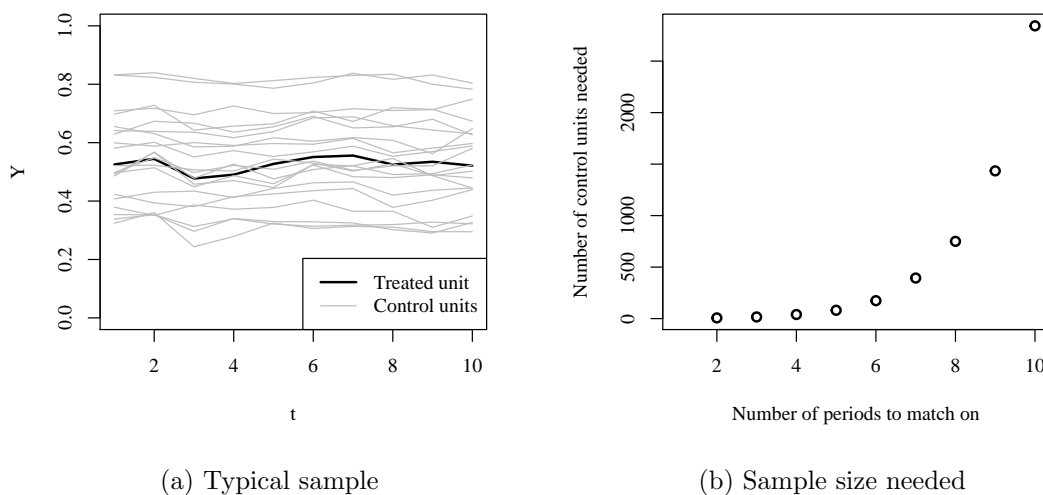 1.0
0.8
0.6
0.4
0.2
0.0
Y
Treated unit
Control units
2 4 6 8 10
t
(a) Typical sample
2000
1000
500
0
Number of control units needed
2 4 6 8 10
Number of periods to match on
(b) Sample size needed